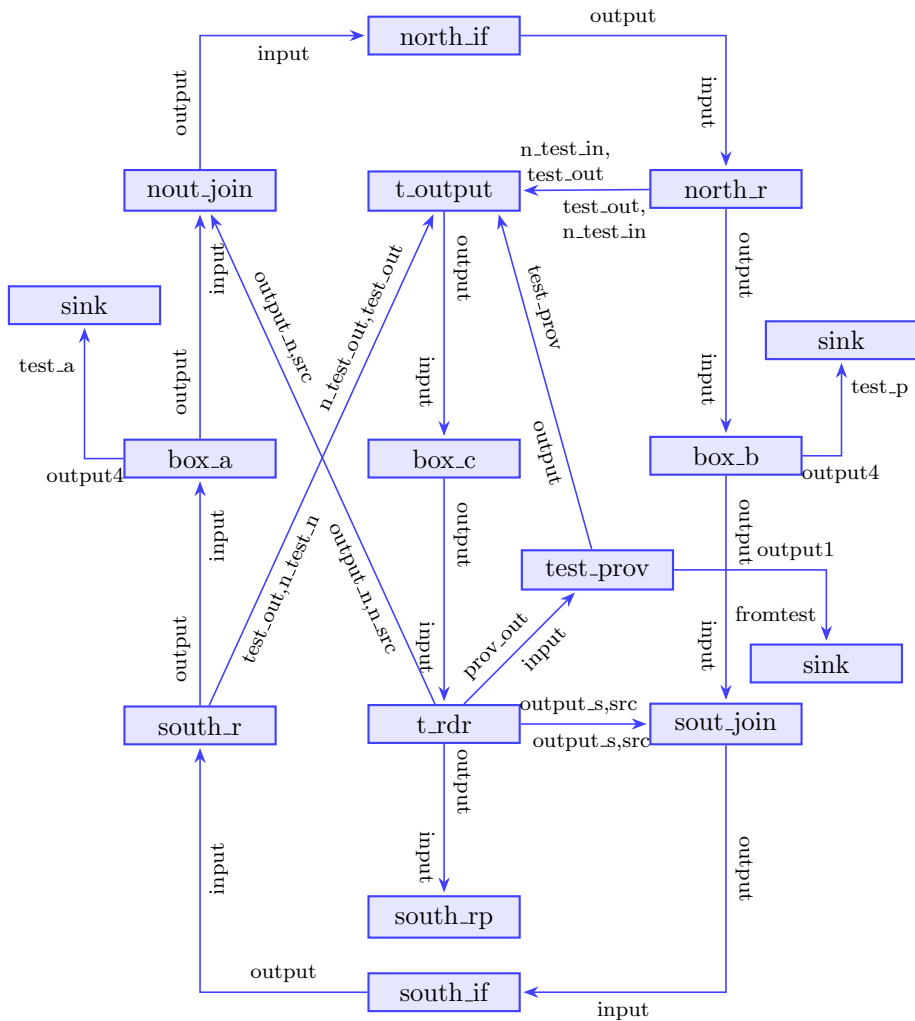 output
north_if
input
output
input
n_test_in,
test_out
nout_join
t_output
north_r
test_out,
n_test_in
input
output
output
output_n,src
n_test_out,test_out
test_prov
sink
sink
test_a
output
input
input
test_p
box_a
box_c
box_b
output4
output
output4
input
output
output
test_out,n_test_n
output_n,n_src
test_prov
output1
fromtest
output
input
prov_out
input
input
sink
output_s,src
south_r
t_rdr
sout_join
output_s,src
output
input
input
output
south_rp
output
south_if
input